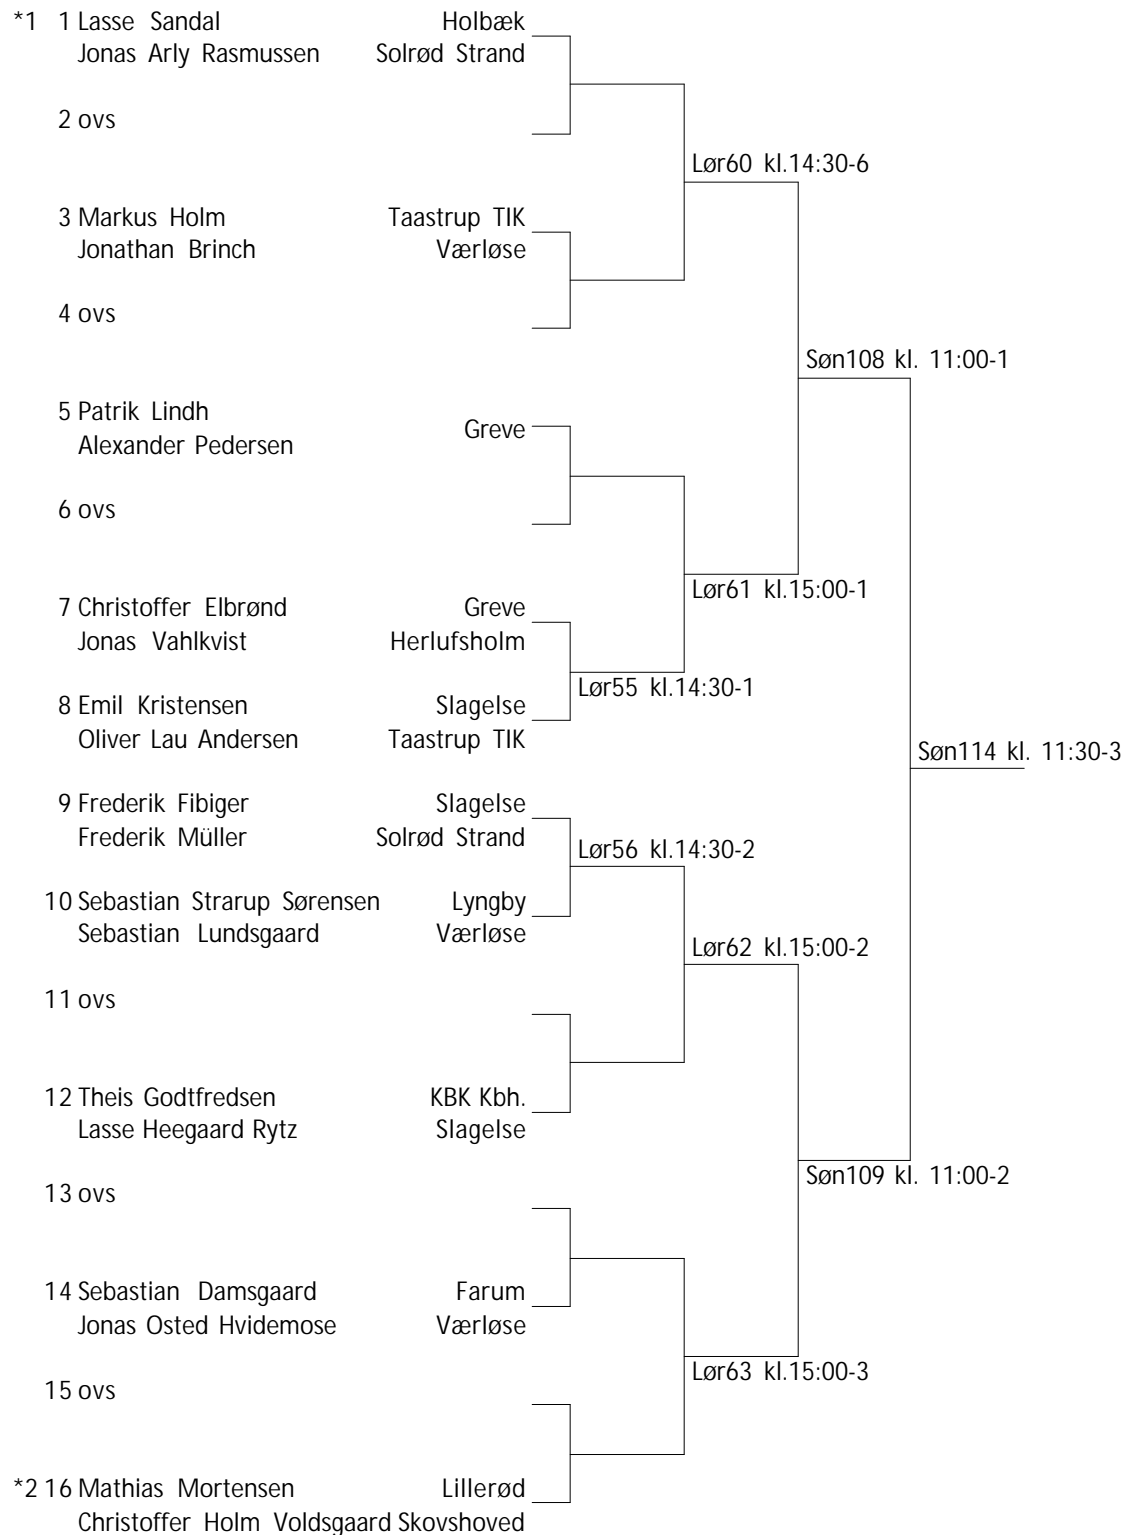 *1 1 Lasse Sandal Holbæk
Jonas Arly Rasmussen Solrød Strand
2 ovs
Lør60 kl.14:30-6
3 Markus Holm Taastrup TIK
Jonathan Brinch Værløse
4 ovs
Søn108 kl. 11:00-1
5 Patrik Lindh
Greve
Alexander Pedersen
6 ovs
Lør61 kl.15:00-1
7 Christoffer Elbrønd Greve
Jonas Vahlkvist Herlufsholm
Lør55 kl.14:30-1
8 Emil Kristensen Slagelse
Oliver Lau Andersen Taastrup TIK
Søn114 kl. 11:30-3
9 Frederik Fibiger Slagelse
Frederik Müller Solrød Strand
Lør56 kl.14:30-2
10 Sebastian Strarup Sørensen Lyngby
Sebastian Lundsgaard Værløse
Lør62 kl.15:00-2
11 ovs
12 Theis Godtfredsen KBK Kbh.
Lasse Heegaard Rytz Slagelse
Søn109 kl. 11:00-2
13 ovs
14 Sebastian Damsgaard Farum
Jonas Osted Hvidemose Værløse
Lør63 kl.15:00-3
15 ovs
*2 16 Mathias Mortensen Lillerød
Christoffer Holm Voldsgaard Skovshoved